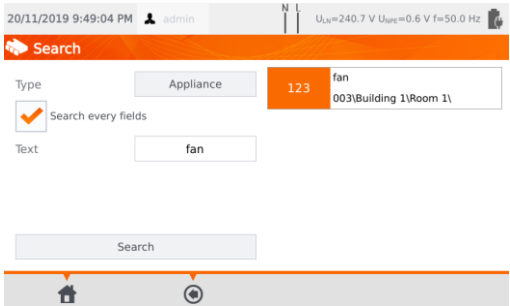 20/11/2019 9:49:04 PM admin N L ULN=240.7 V UNPE=0.6 V f=50.0 Hz
Search
Type Appliance
Search every fields
Text fan
Search
123
fan
003\Building 1\Room 1\